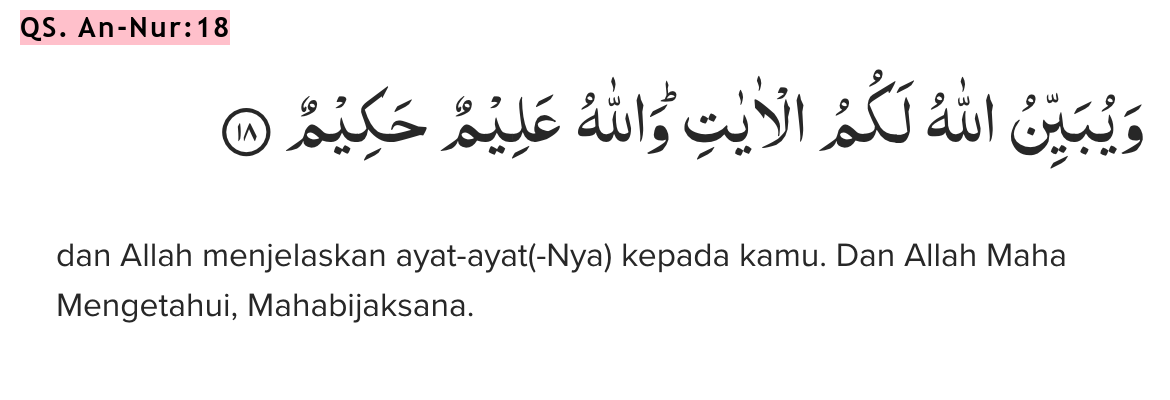 QS. An-Nur:18
وَيُبَيِّنُ اللّٰهُ لَكُمُ الْاٰيٰتِۗ وَاللّٰهُ عَلِيْمٌ حَكِيْمٌ ١٨
dan Allah menjelaskan ayat-ayat(-Nya) kepada kamu. Dan Allah Maha
Mengetahui, Mahabijaksana.